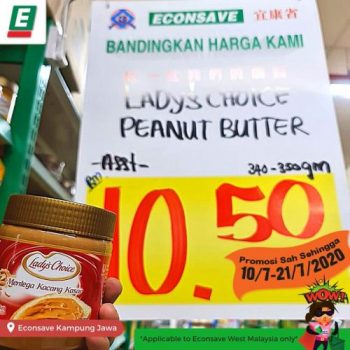 E
ECONSAVE 宜康省
BANDINGKAN HARGA KAMI
LADY'S CHOICE
PEANUT BUTTER
-Asst-
340-350gm
RM
10.50
Promosi Sah Sehingga
10/7-21/7/2020
Lady's Choice
Mentega Kacang Kasar
WOW!
Econsave Kampung Jawa
*Applicable to Econsave West Malaysia only*